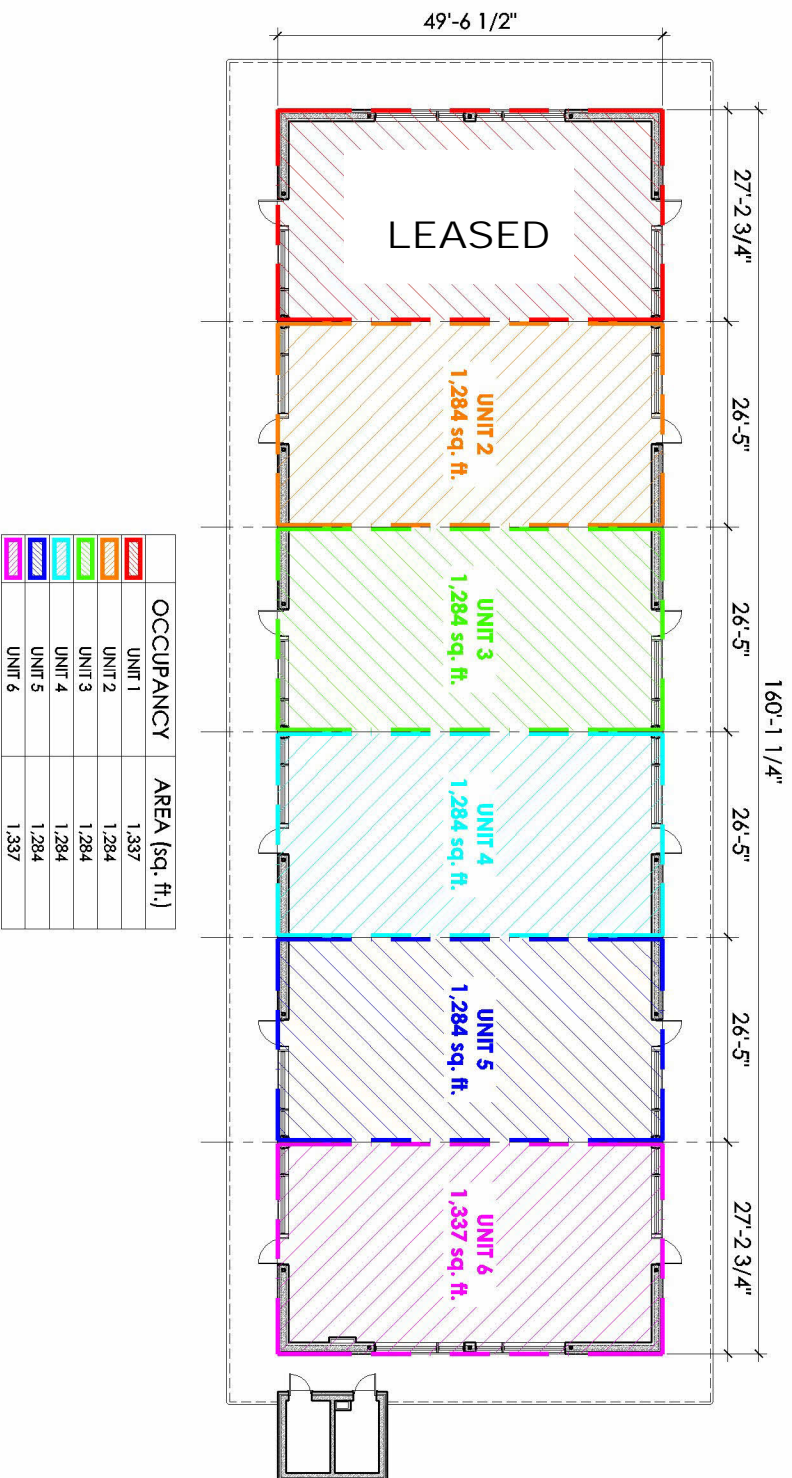 49'-6 1/2"
160'-1 1/4"
27'-2 3/4"
26'-5"
26'-5"
26'-5"
26'-5"
27'-2 3/4"
LEASED
UNIT 2
1,284 sq. ft.
UNIT 3
1,284 sq. ft.
UNIT 4
1,284 sq. ft.
UNIT 5
1,284 sq. ft.
UNIT 6
1,337 sq. ft.
OCCUPANCY AREA (sq. ft.)
UNIT 1 1,337
UNIT 2 1,284
UNIT 3 1,284
UNIT 4 1,284
UNIT 5 1,284
UNIT 6 1,337